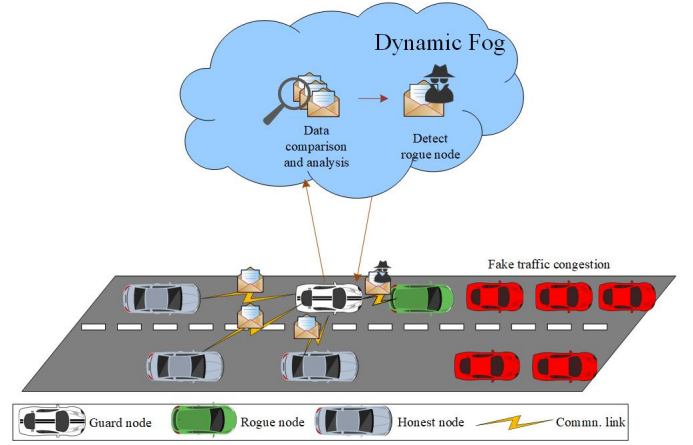 Dynamic Fog
Data
comparison
and analysis
Detect
rogue node
Fake traffic congestion
Guard node
Rogue node
Honest node
Commn. link